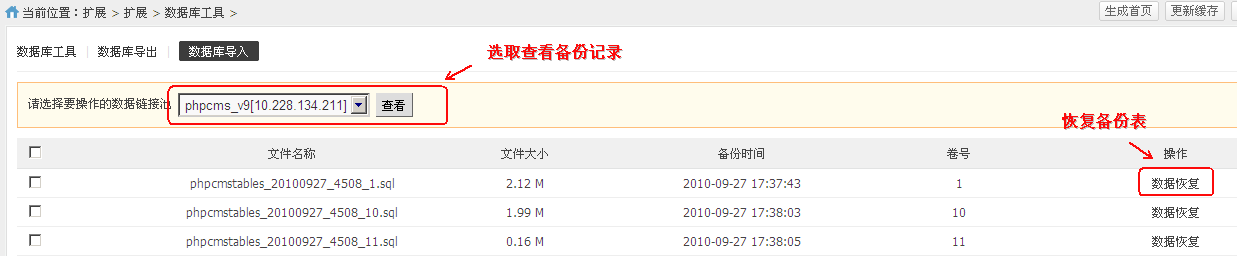 当前位置：扩展 > 扩展 > 数据库工具 > 生成首页 更新缓存
数据库工具 数据库导出 数据库导入
选取查看备份记录
请选择要操作的数据链接池 phpcms_v9[10.228.134.211] 查看
恢复备份表
文件名称 文件大小 备份时间 卷号 操作
phpcmstables_20100927_4508_1.sql 2.12 M 2010-09-27 17:37:43 1 数据恢复
phpcmstables_20100927_4508_10.sql 1.99 M 2010-09-27 17:38:03 10 数据恢复
phpcmstables_20100927_4508_11.sql 0.16 M 2010-09-27 17:38:05 11 数据恢复